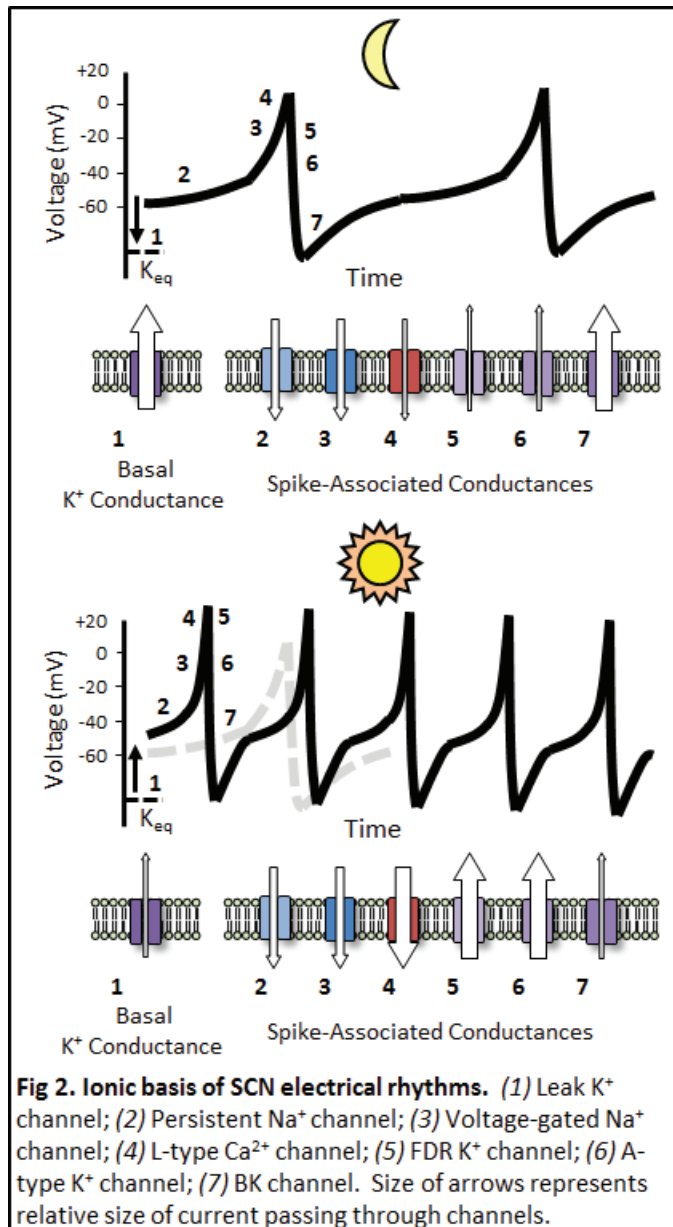 +20
0
-20
-40
-60
Voltage (mV)
1
K_eq
2
3
4
5
6
7
Time
1 2 3 4 5 6 7
Basal
K⁺ Conductance
Spike-Associated Conductances
+20
0
-20
-40
-60
Voltage (mV)
1
K_eq
2
3
4 5
6
7
Time
1 2 3 4 5 6 7
Basal
K⁺ Conductance
Spike-Associated Conductances
Fig 2. Ionic basis of SCN electrical rhythms. (1) Leak K⁺
channel; (2) Persistent Na⁺ channel; (3) Voltage-gated Na⁺
channel; (4) L-type Ca²⁺ channel; (5) FDR K⁺ channel; (6) A-
type K⁺ channel; (7) BK channel. Size of arrows represents
relative size of current passing through channels.